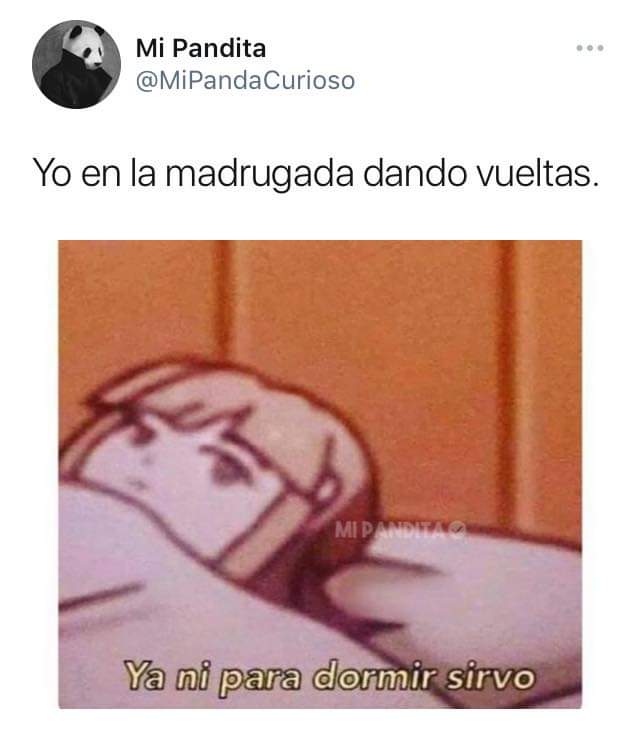 Mi Pandita
@MiPandaCurioso
Yo en la madrugada dando vueltas.
MI PANDITA
Ya ni para dormir sirvo